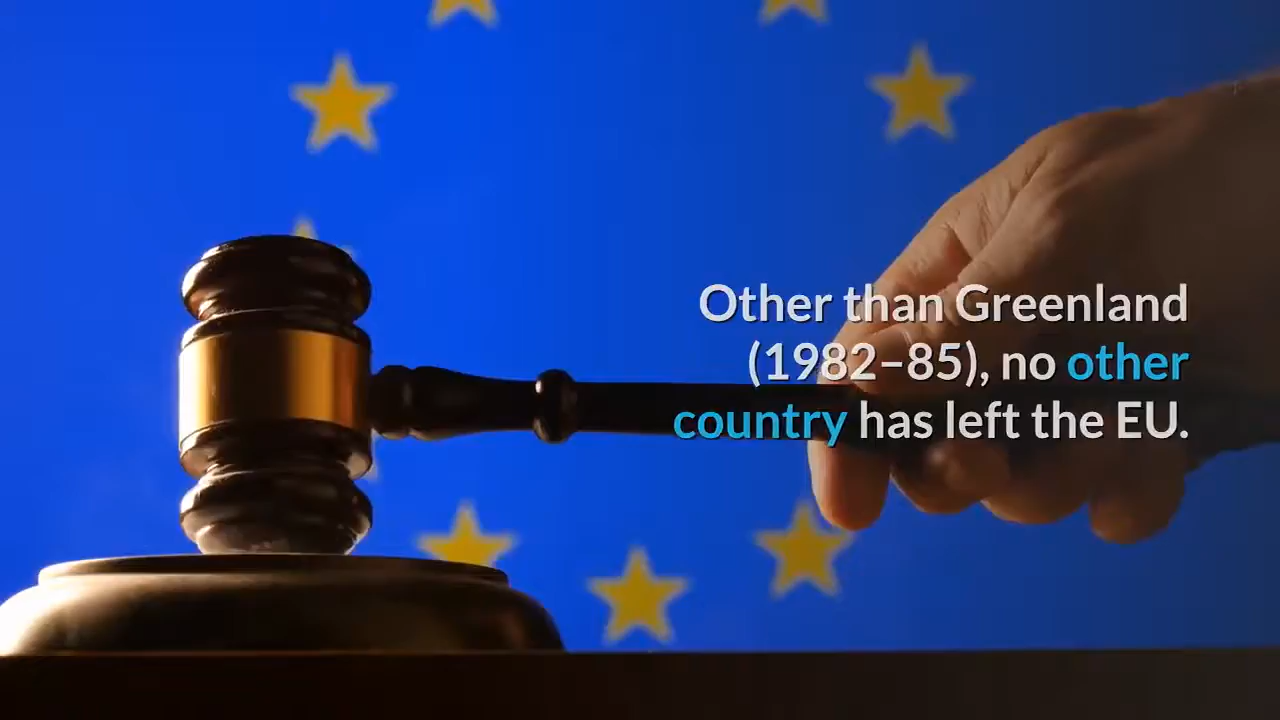 Other than Greenland
(1982–85), no other
country has left the EU.